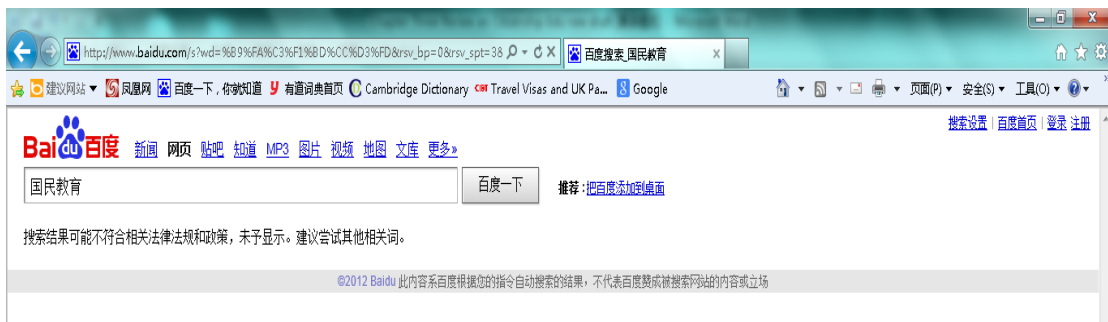 http://www.baidu.com/s?wd=%B9%FA%C3%F1%BD%CC%D3%FD&rsv_bp=0&rsv_spt=3& 百度搜索_国民教育
建议网站 凤凰网 百度一下，你就知道 有道词典首页 Cambridge Dictionary Travel Visas and UK Pa... Google 页面(P) 安全(S) 工具(O)
搜索设置 | 百度首页 | 登录 注册
Bai du 百度 新闻 网页 贴吧 知道 MP3 图片 视频 地图 文库 更多»
国民教育 百度一下 推荐：把百度添加到桌面
搜索结果可能不符合相关法律法规和政策，未予显示。建议尝试其他相关词。
©2012 Baidu 此内容系百度根据您的指令自动搜索的结果，不代表百度赞成被搜索网站的内容或立场